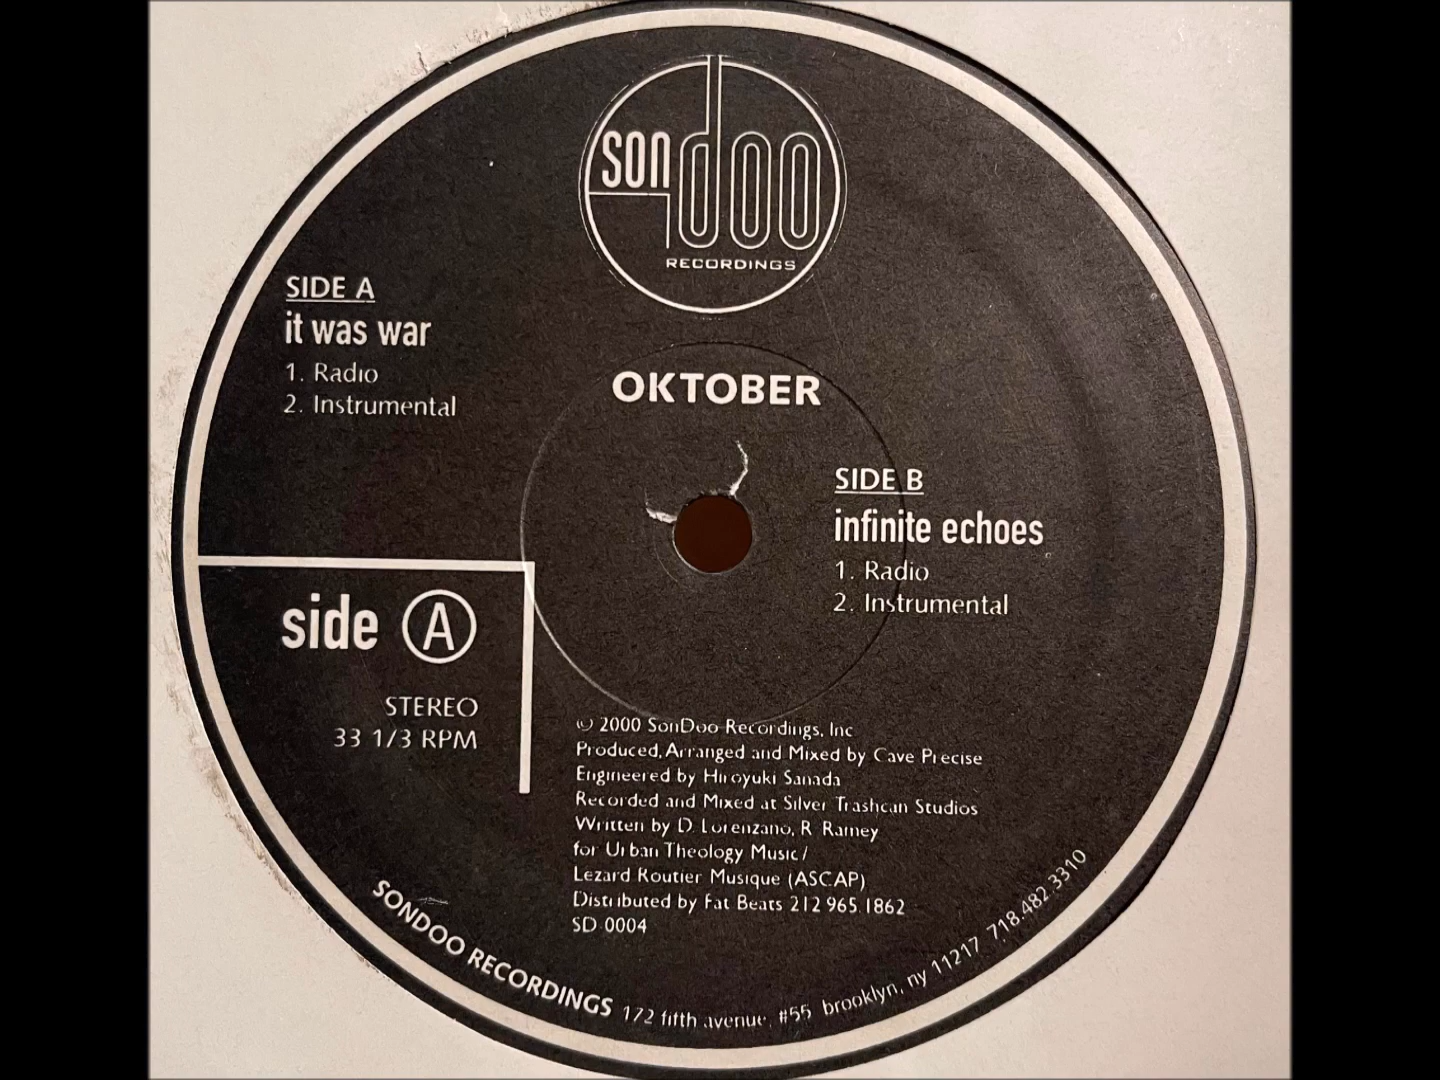 son doo
RECORDINGS
SIDE A
it was war
1. Radio
2. Instrumental
OKTOBER
SIDE B
infinite echoes
1. Radio
2. Instrumental
side A
STEREO
33 1/3 RPM
© 2000 SonDoo Recordings, Inc
Produced, Arranged and Mixed by Cave Precise
Engineered by Hiroyuki Sanada
Recorded and Mixed at Silver Trashcan Studios
Written by D. Lorenzano, R. Ramey
for Urban Theology Music /
Lezard Routier Musique (ASCAP)
Distributed by Fat Beats 212 965.1862
SD 0004
SONDOO RECORDINGS 172 fifth avenue, #55 brooklyn, ny 11217 718.482.3310